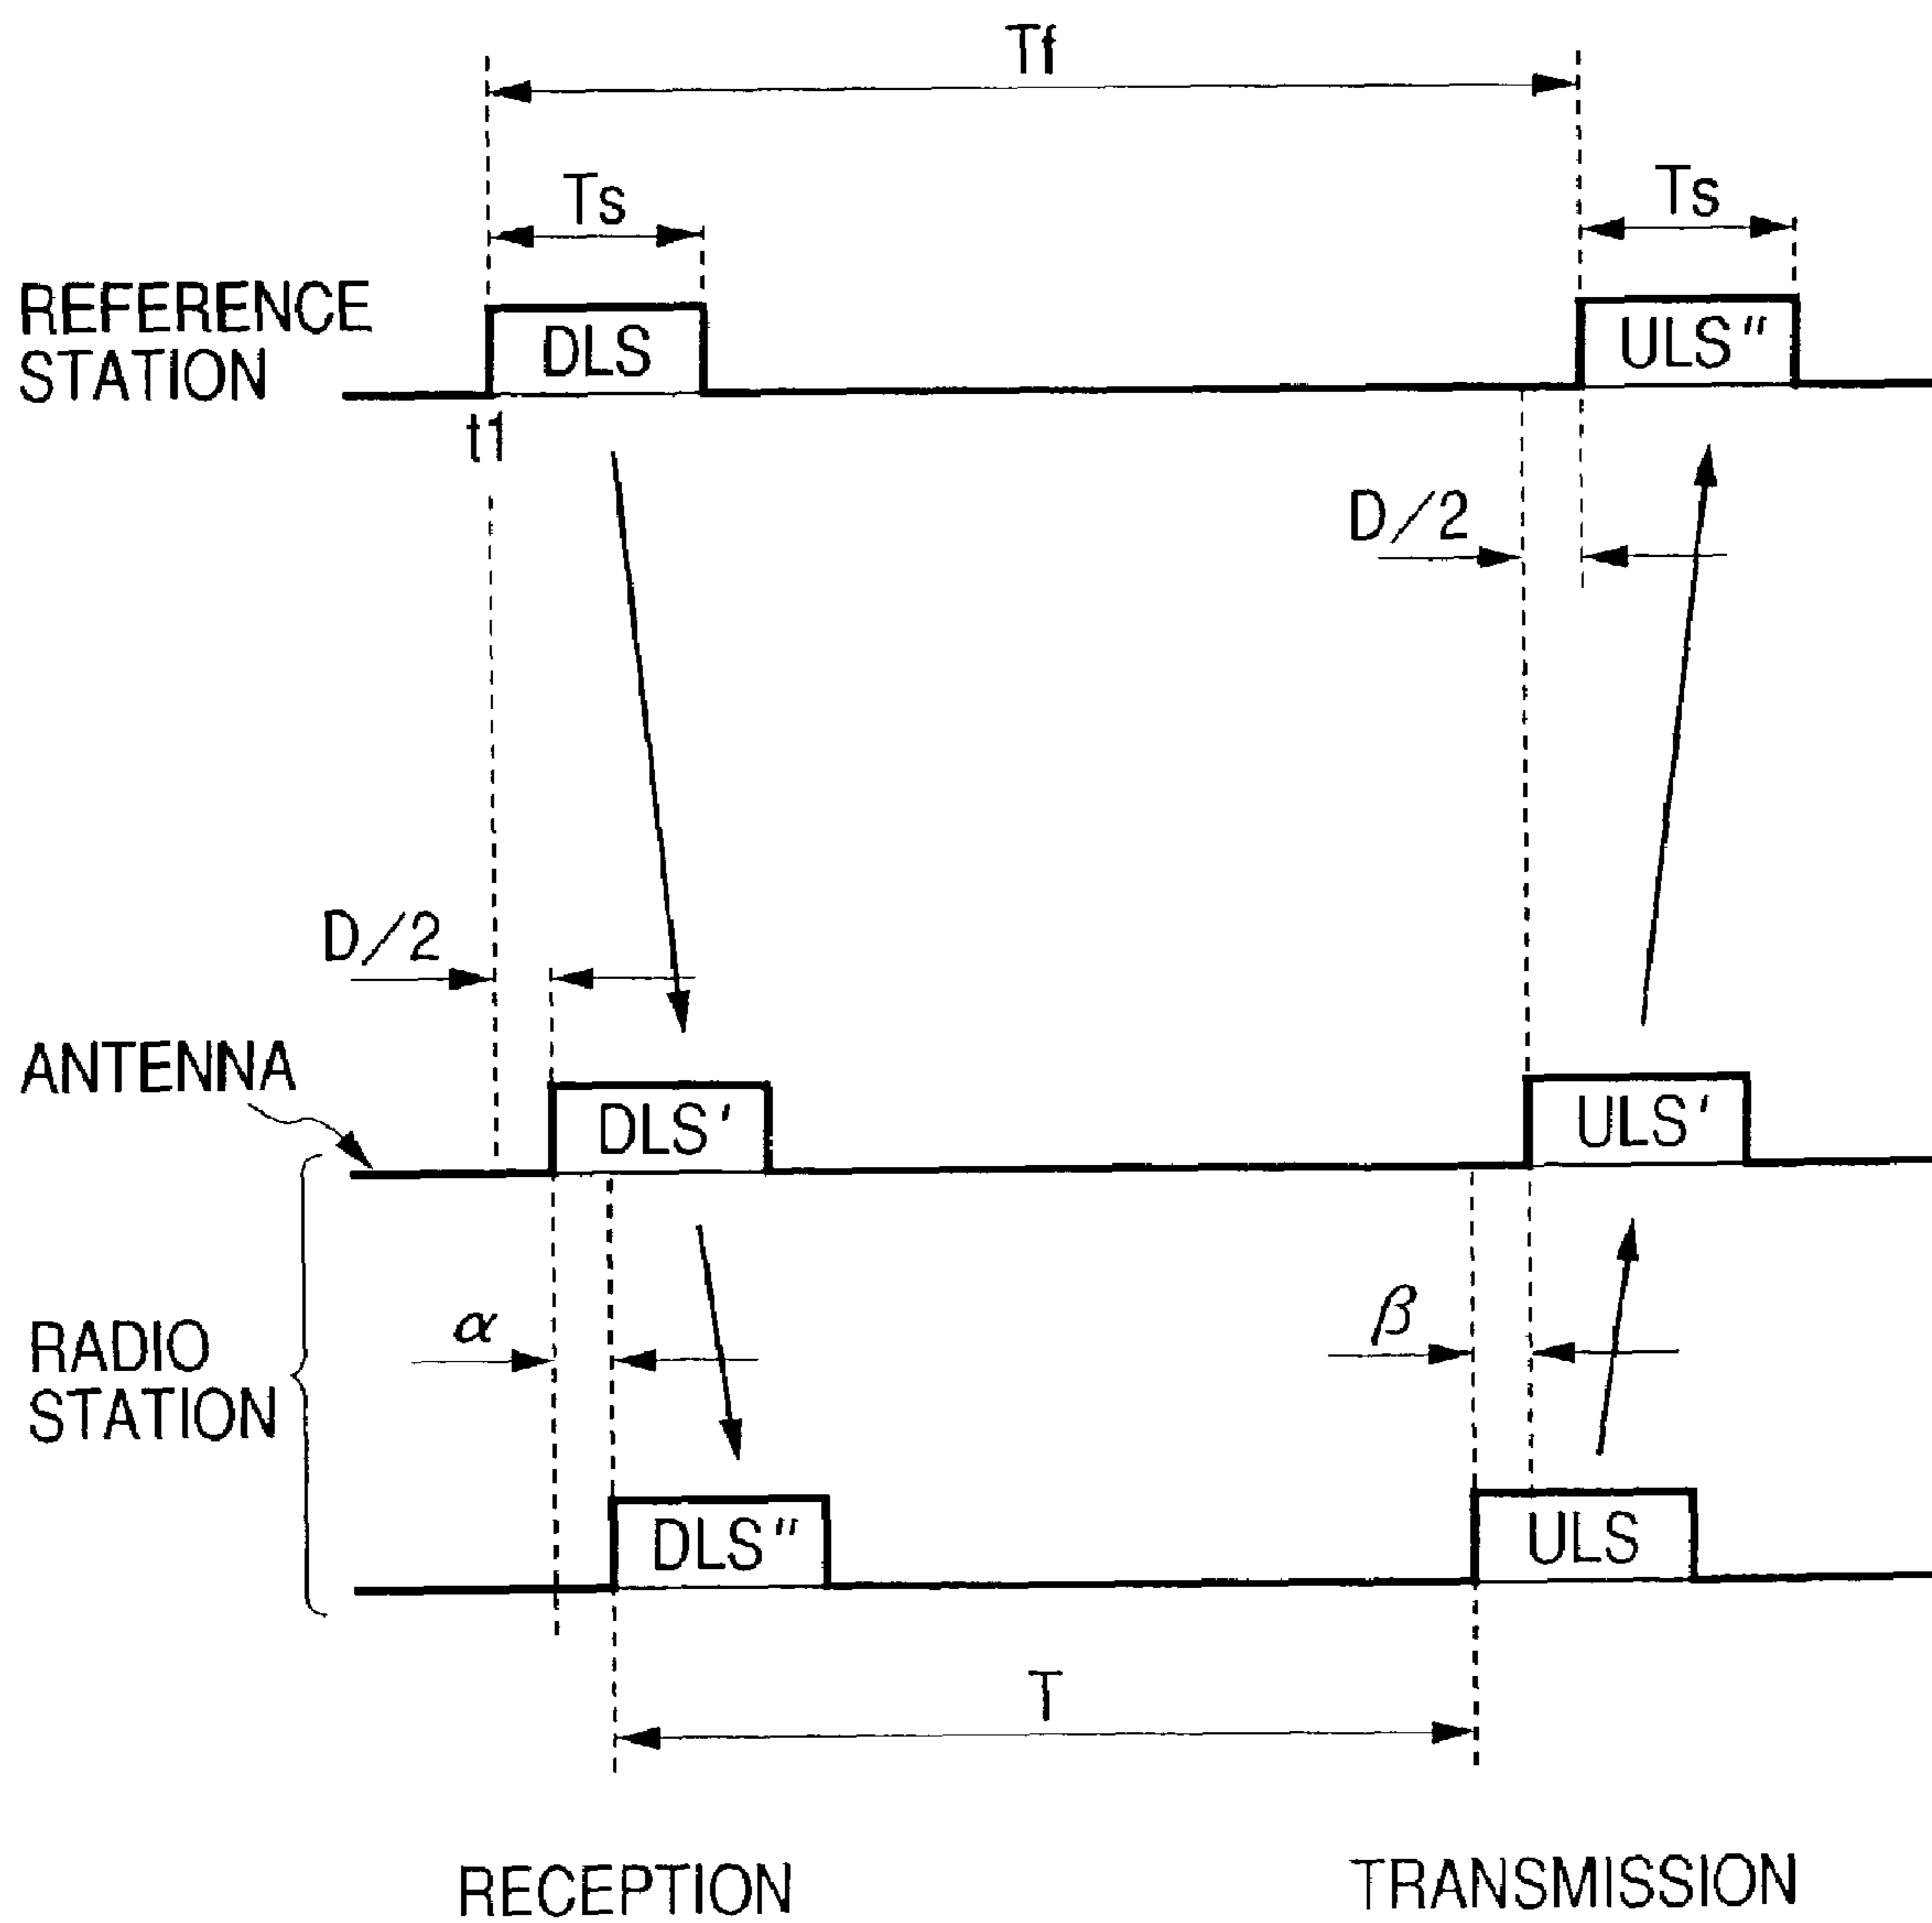 Tf
Ts
Ts
REFERENCE
STATION
DLS
ULS"
t1
D/2
D/2
ANTENNA
DLS'
ULS'
α
β
RADIO
STATION
DLS"
ULS
T
RECEPTION
TRANSMISSION